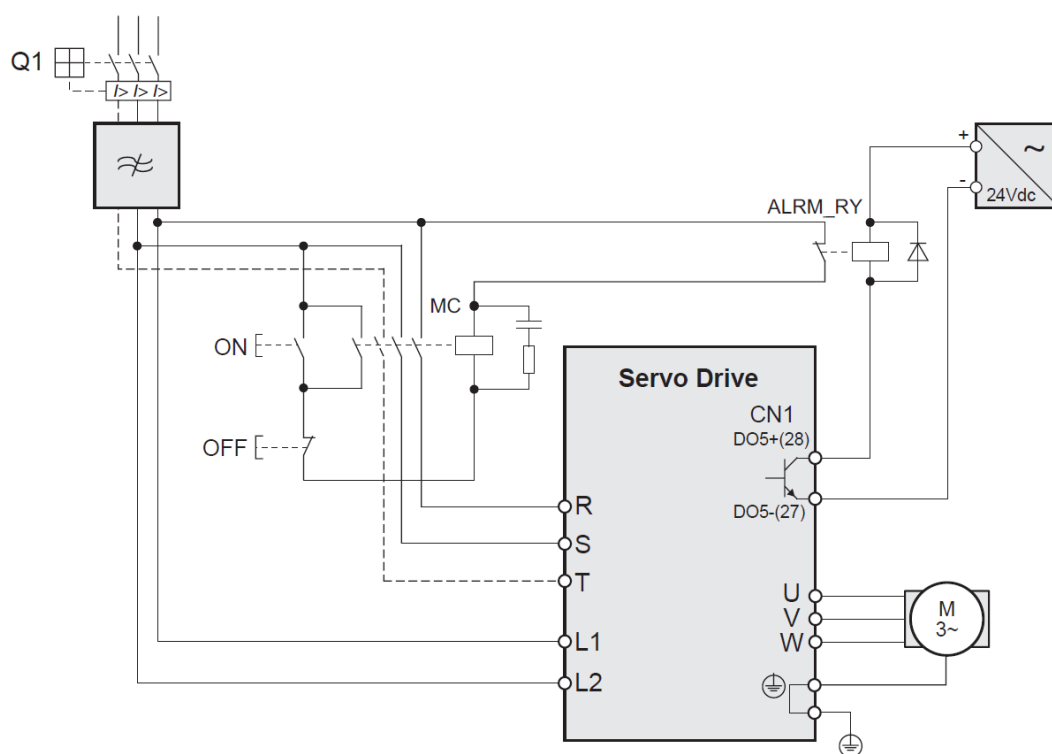 Q1
I> I> I>
+
~
-
24Vdc
ALRM_RY
MC
ON
OFF
Servo Drive
CN1
DO5+(28)
DO5-(27)
R
S
T
L1
L2
U
V
W
M
3~